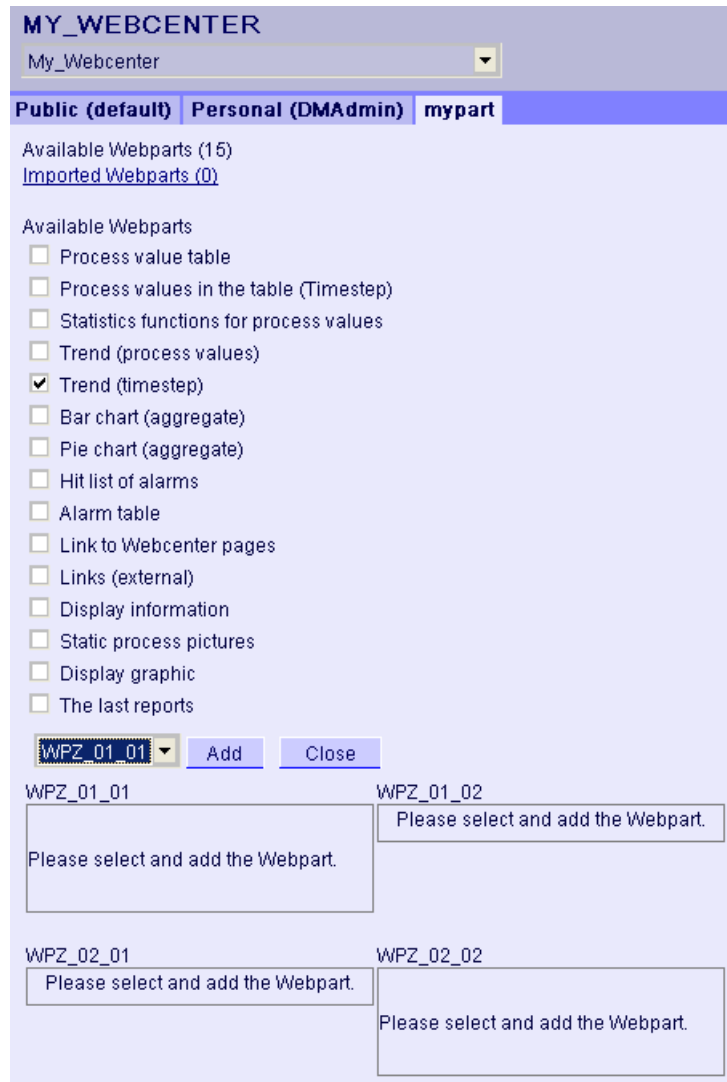 MY_WEBCENTER
My_Webcenter
Public (default) Personal (DMAdmin) mypart
Available Webparts (15)
Imported Webparts (0)
Available Webparts
Process value table
Process values in the table (Timestep)
Statistics functions for process values
Trend (process values)
Trend (timestep)
Bar chart (aggregate)
Pie chart (aggregate)
Hit list of alarms
Alarm table
Link to Webcenter pages
Links (external)
Display information
Static process pictures
Display graphic
The last reports
WPZ_01_01 Add Close
WPZ_01_01 WPZ_01_02
Please select and add the Webpart.
Please select and add the Webpart.
WPZ_02_01 WPZ_02_02
Please select and add the Webpart.
Please select and add the Webpart.